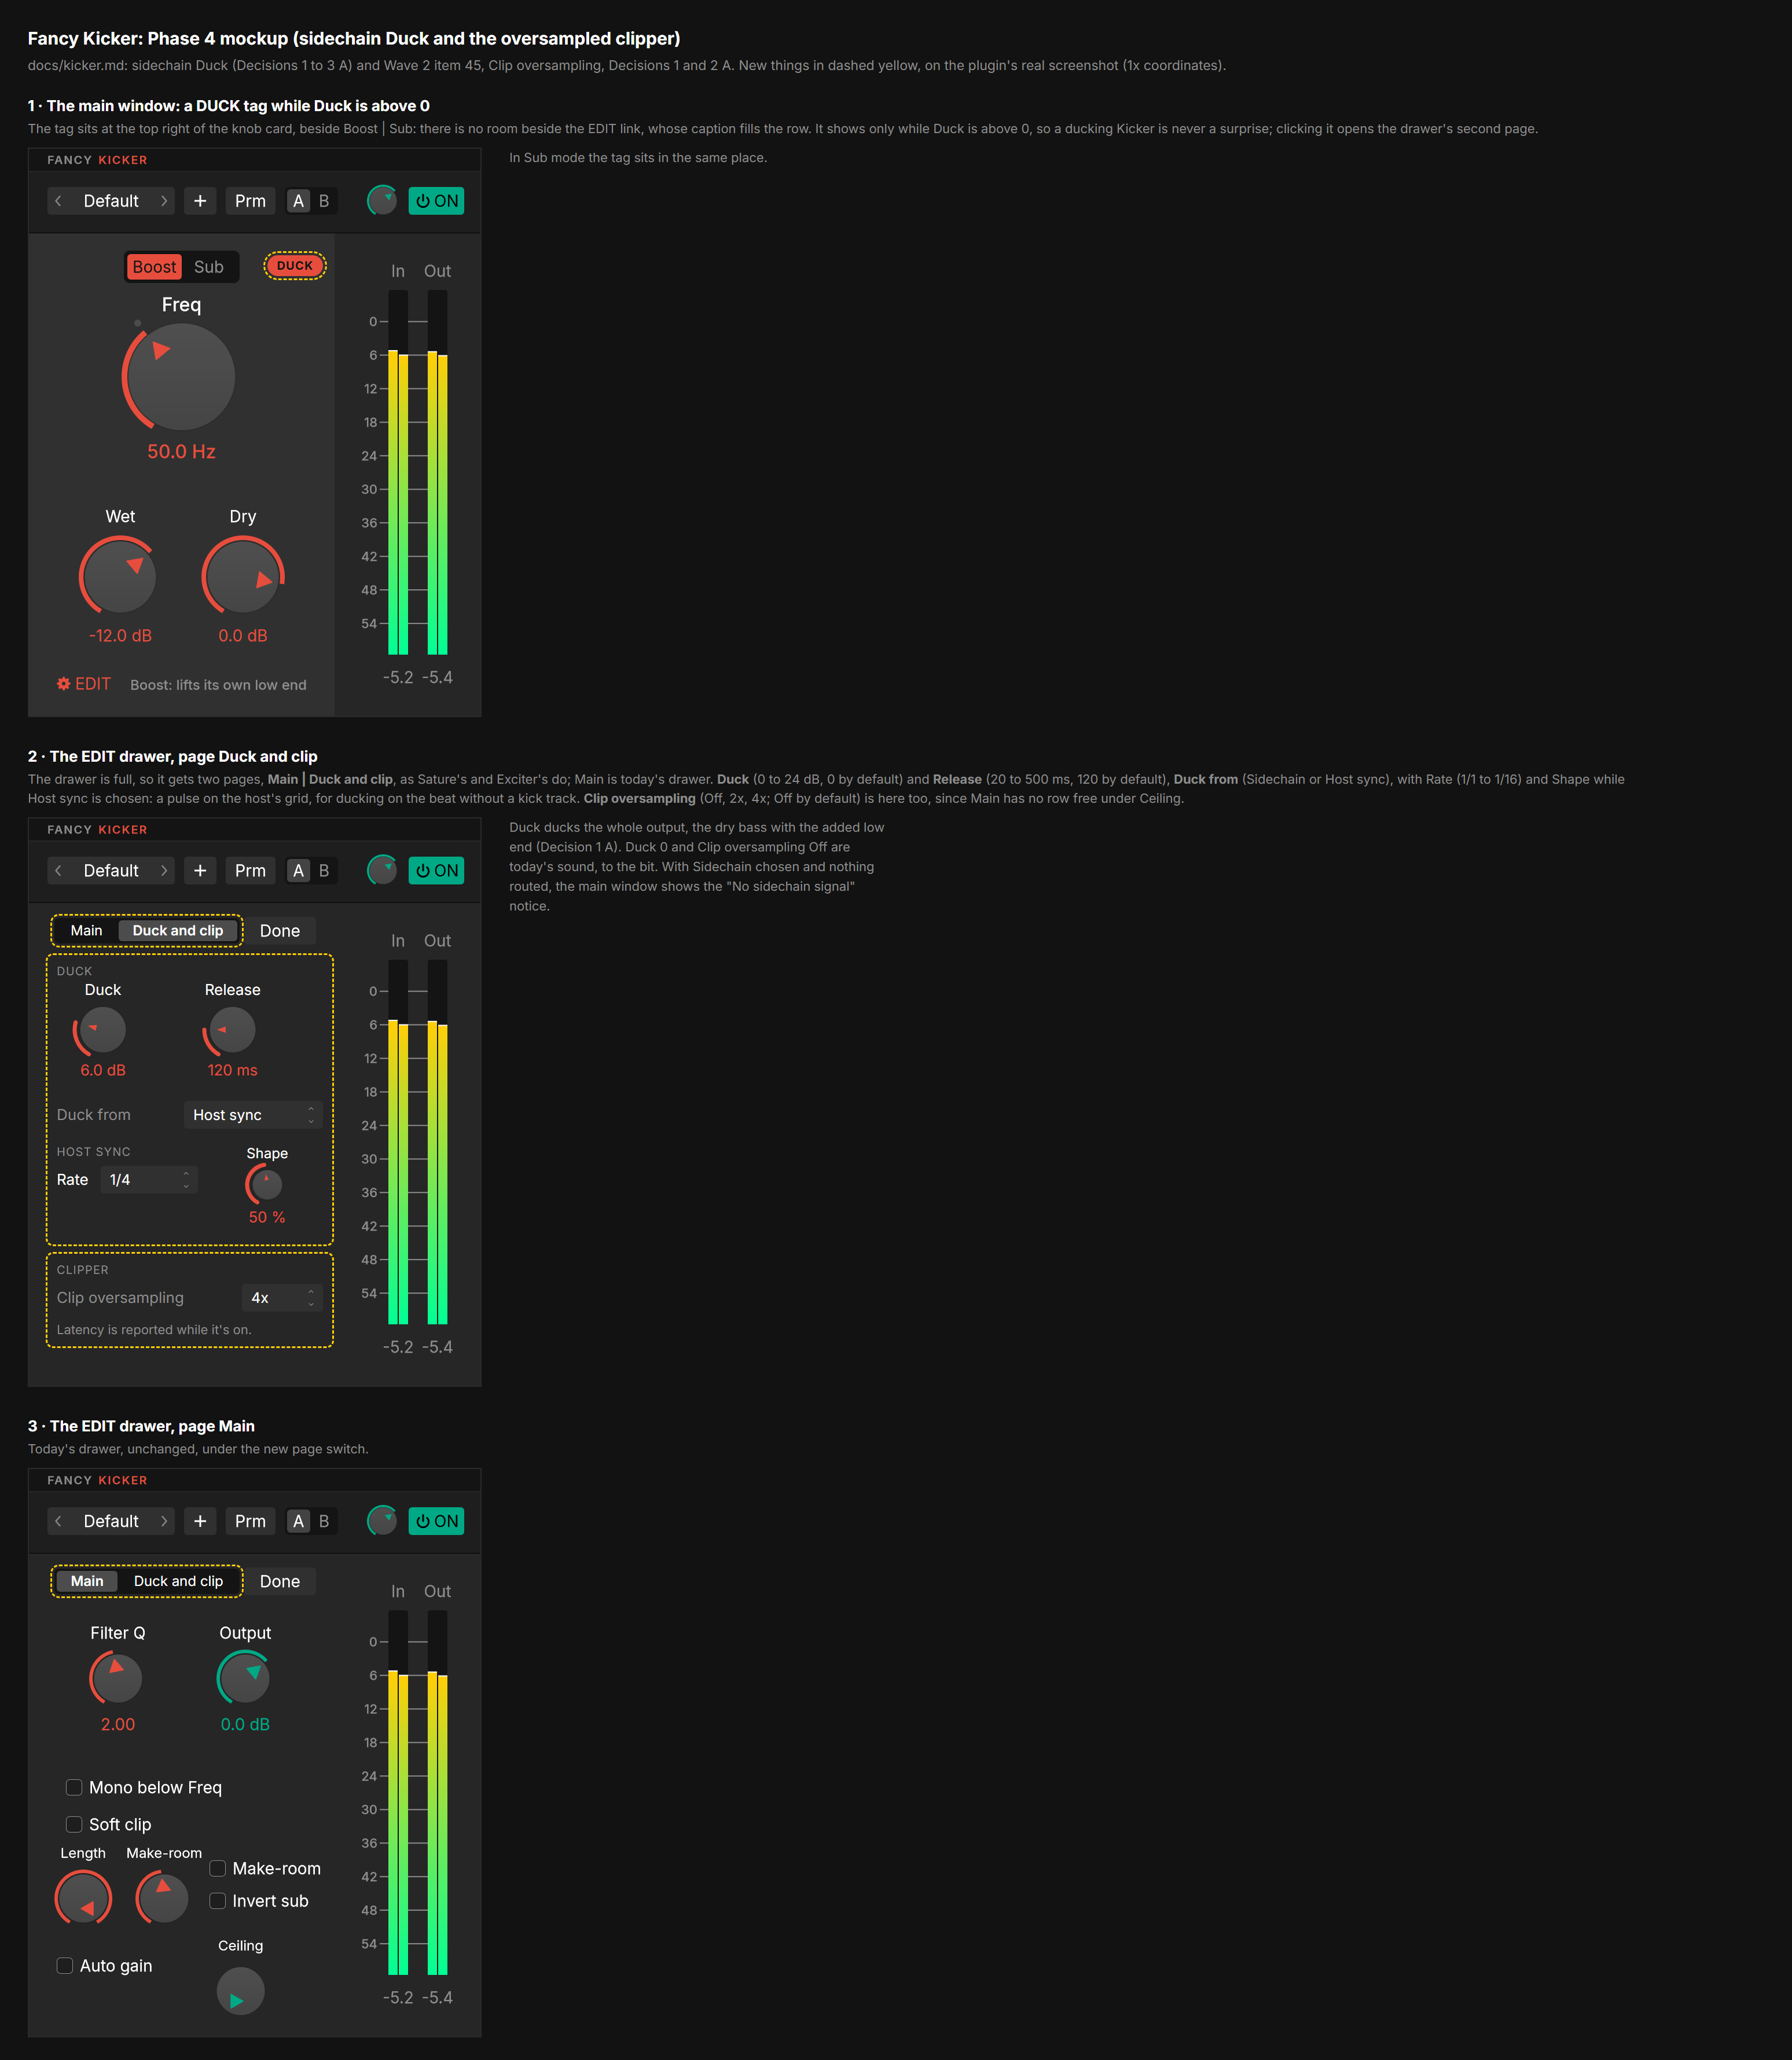 Fancy Kicker: Phase 4 mockup (sidechain Duck and the oversampled clipper)
docs/kicker.md: sidechain Duck (Decisions 1 to 3 A) and Wave 2 item 45, Clip oversampling, Decisions 1 and 2 A. New things in dashed yellow, on the plugin's real screenshot (1x coordinates).
1 · The main window: a DUCK tag while Duck is above 0
The tag sits at the top right of the knob card, beside Boost | Sub: there is no room beside the EDIT link, whose caption fills the row. It shows only while Duck is above 0, so a ducking Kicker is never a surprise; clicking it opens the drawer's second page.
FANCY KICKER
In Sub mode the tag sits in the same place.
Default + Prm A B ON
Boost Sub DUCK
In Out
Freq
50.0 Hz
Wet Dry
-12.0 dB 0.0 dB
EDIT Boost: lifts its own low end
0
6
12
18
24
30
36
42
48
54
-5.2 -5.4
2 · The EDIT drawer, page Duck and clip
The drawer is full, so it gets two pages, Main | Duck and clip, as Sature's and Exciter's do; Main is today's drawer. Duck (0 to 24 dB, 0 by default) and Release (20 to 500 ms, 120 by default), Duck from (Sidechain or Host sync), with Rate (1/1 to 1/16) and Shape while
Host sync is chosen: a pulse on the host's grid, for ducking on the beat without a kick track. Clip oversampling (Off, 2x, 4x; Off by default) is here too, since Main has no row free under Ceiling.
FANCY KICKER
Duck ducks the whole output, the dry bass with the added low
end (Decision 1 A). Duck 0 and Clip oversampling Off are
today's sound, to the bit. With Sidechain chosen and nothing
routed, the main window shows the "No sidechain signal"
notice.
Default + Prm A B ON
Main Duck and clip Done
In Out
DUCK
Duck Release
6.0 dB 120 ms
Duck from Host sync
HOST SYNC Shape
Rate 1/4
50 %
CLIPPER
Clip oversampling 4x
Latency is reported while it's on.
0
6
12
18
24
30
36
42
48
54
-5.2 -5.4
3 · The EDIT drawer, page Main
Today's drawer, unchanged, under the new page switch.
FANCY KICKER
Default + Prm A B ON
Main Duck and clip Done
In Out
Filter Q Output
2.00 0.0 dB
Mono below Freq
Soft clip
Length Make-room
Make-room
Invert sub
Ceiling
Auto gain
0
6
12
18
24
30
36
42
48
54
-5.2 -5.4